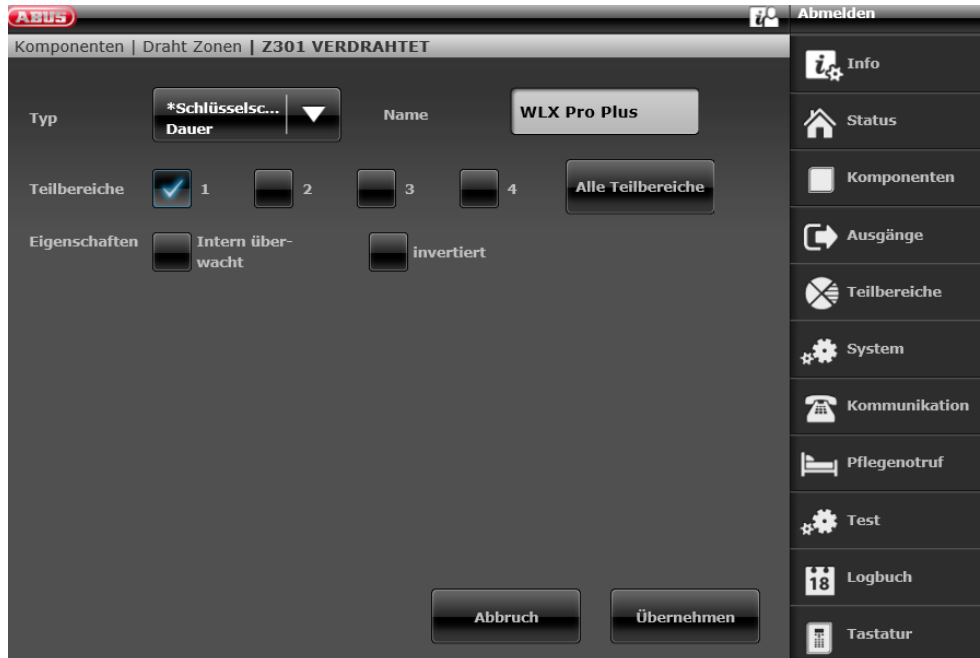 ABUS
Abmelden
Komponenten | Draht Zonen | Z301 VERDRAHTET
Typ
*Schlüsselsc...
Dauer
Name
WLX Pro Plus
Teilbereiche
1
2
3
4
Alle Teilbereiche
Eigenschaften
Intern über-
wacht
invertiert
Abbruch
Übernehmen
Info
Status
Komponenten
Ausgänge
Teilbereiche
System
Kommunikation
Pflegenotruf
Test
18
Logbuch
Tastatur